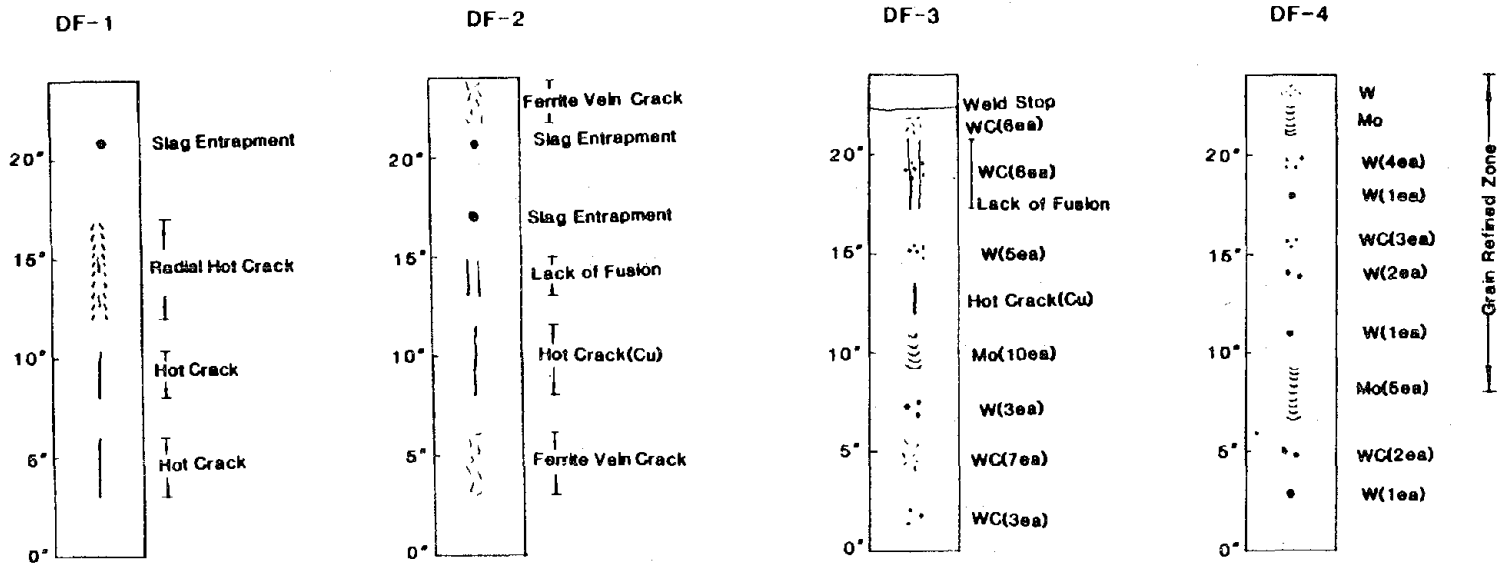 DF-1
20"
15"
10"
5"
0"
Slag Entrapment
Radial Hot Crack
Hot Crack
Hot Crack
DF-2
20"
15"
10"
5"
0"
Ferrite Vein Crack
Slag Entrapment
Slag Entrapment
Lack of Fusion
Hot Crack(Cu)
Ferrite Vein Crack
DF-3
20"
15"
10"
5"
0"
Weld Stop
WC(6ea)
WC(6ea)
Lack of Fusion
W(5ea)
Hot Crack(Cu)
Mo(10ea)
W(3ea)
WC(7ea)
WC(3ea)
DF-4
20"
15"
10"
5"
0"
W
Mo
W(4ea)
W(1ea)
WC(3ea)
W(2ea)
W(1ea)
Mo(5ea)
WC(2ea)
W(1ea)
Grain Refined Zone